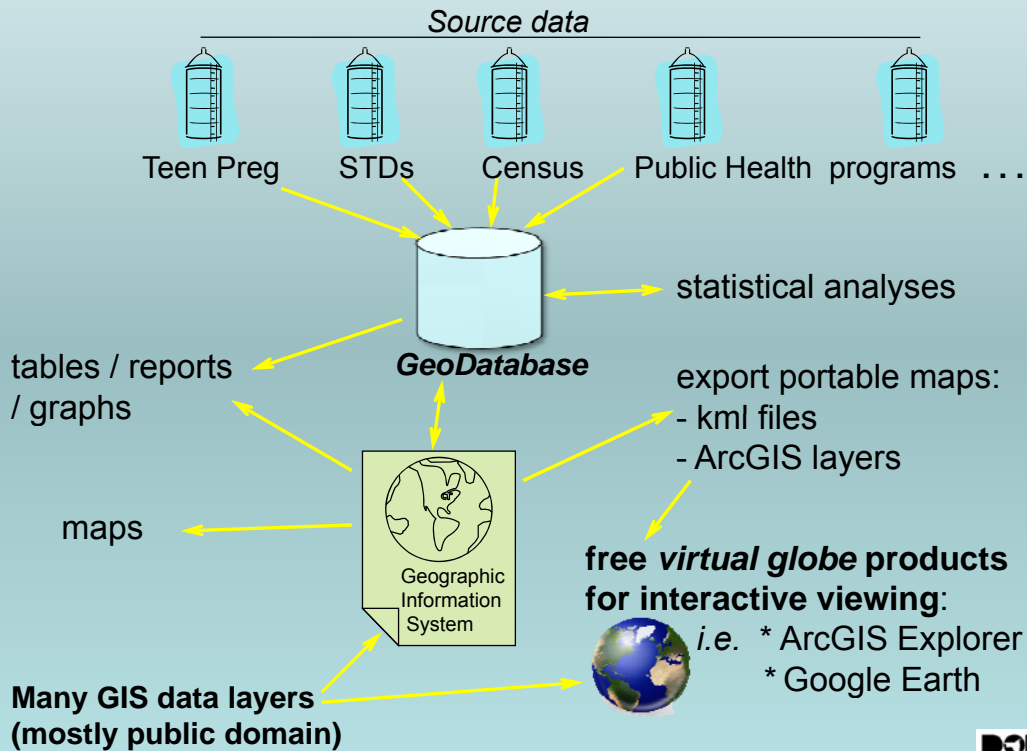 Source data
Teen Preg STDs Census Public Health programs ...
statistical analyses
GeoDatabase
tables / reports
/ graphs
export portable maps:
- kml files
- ArcGIS layers
maps
Geographic
Information
System
free virtual globe products
for interactive viewing:
i.e. * ArcGIS Explorer
* Google Earth
Many GIS data layers
(mostly public domain)